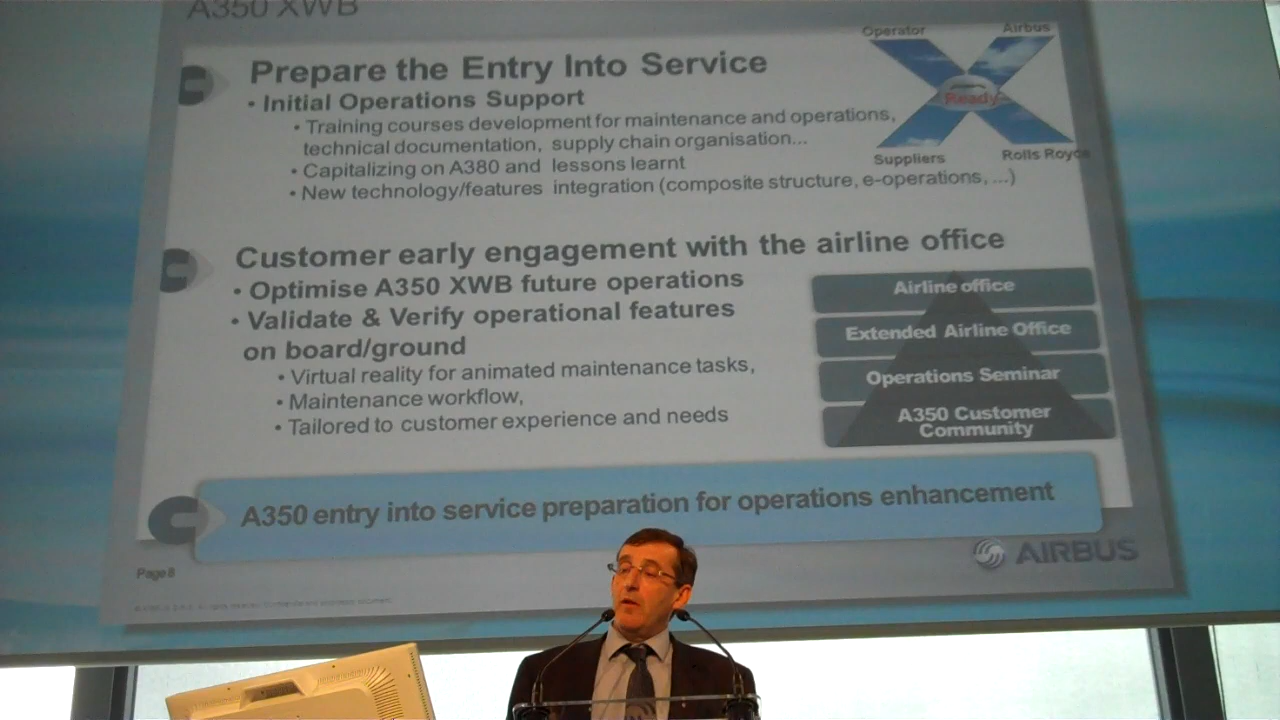 A350 XWB
Prepare the Entry Into Service
• Initial Operations Support
• Training courses development for maintenance and operations,
technical documentation, supply chain organisation...
• Capitalizing on A380 and lessons learnt
• New technology/features integration (composite structure, e-operations, ...)
Operator
Airbus
Ready
Suppliers
Rolls Royce
Customer early engagement with the airline office
• Optimise A350 XWB future operations
• Validate & Verify operational features
on board/ground
• Virtual reality for animated maintenance tasks,
• Maintenance workflow,
• Tailored to customer experience and needs
Airline office
Extended Airline Office
Operations Seminar
A350 Customer
Community
A350 entry into service preparation for operations enhancement
AIRBUS
Page 8